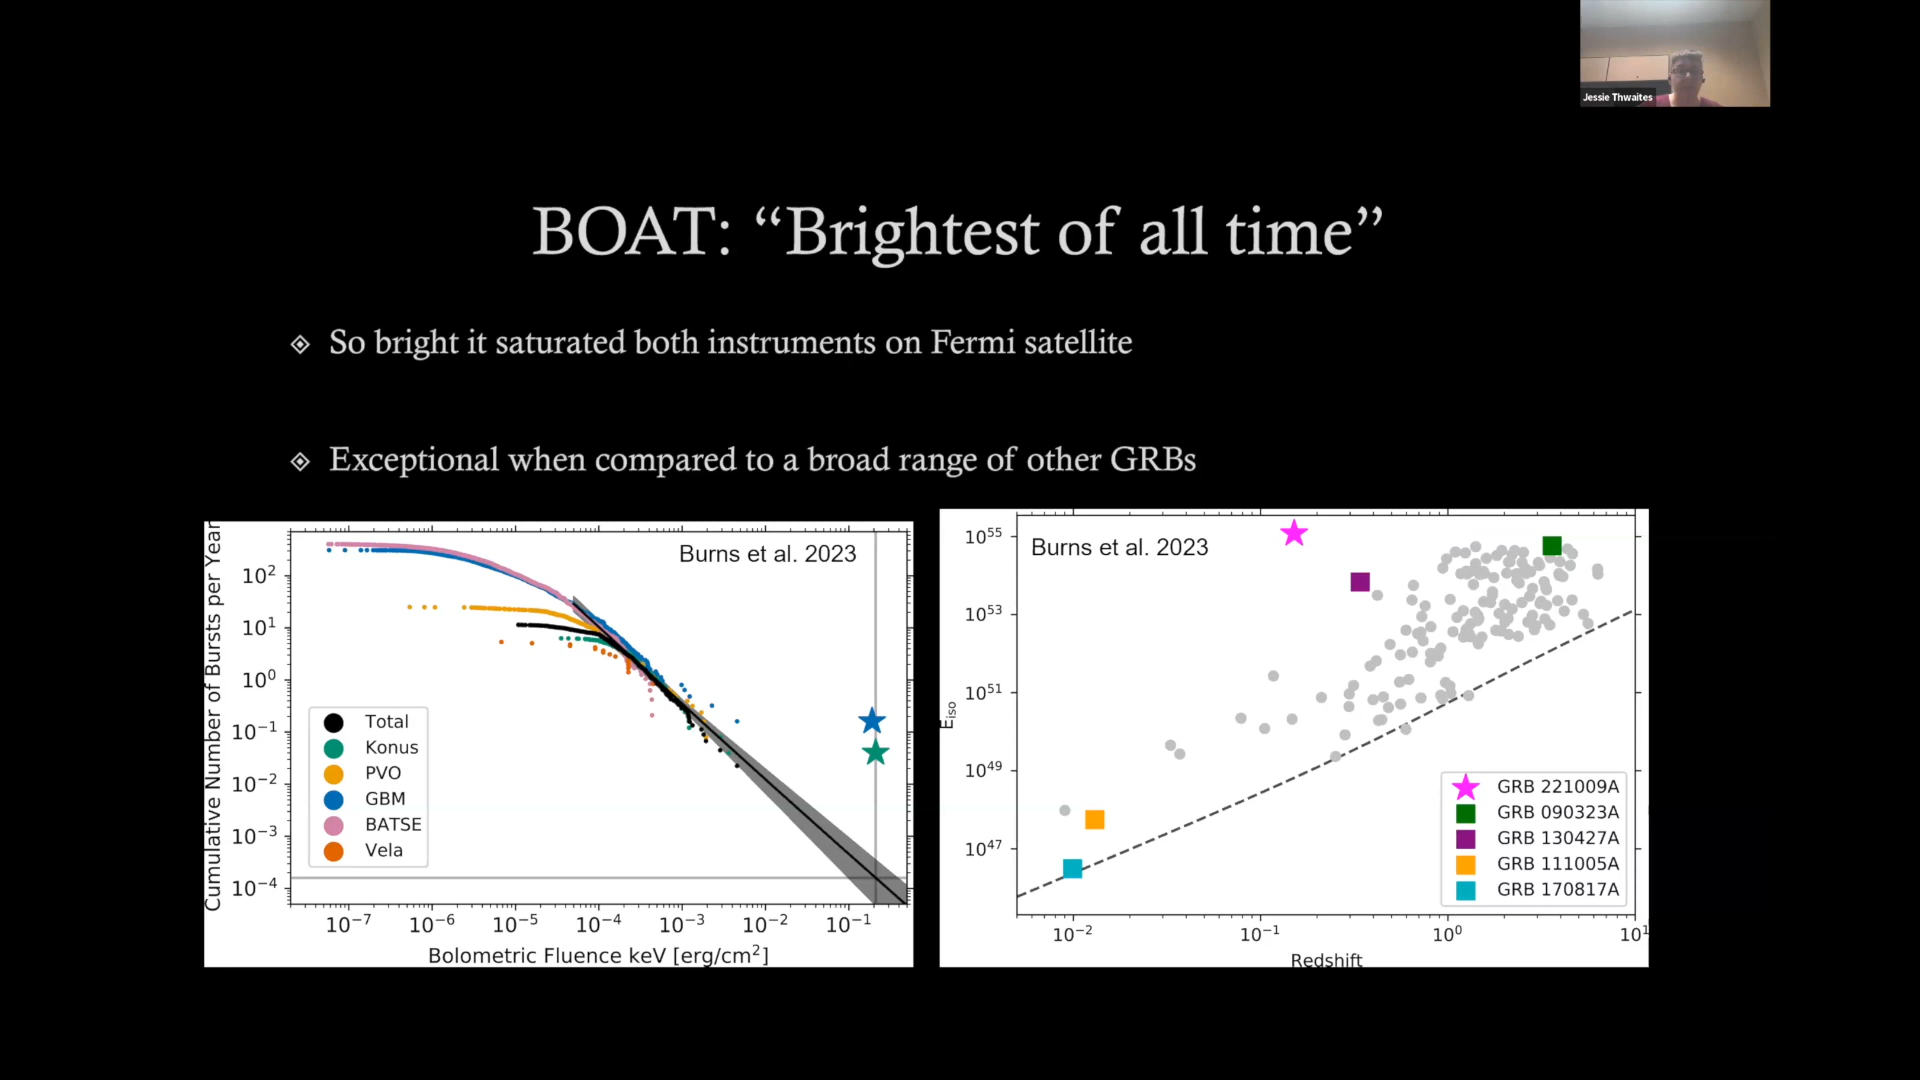 Jessie Thwaites
BOAT: “Brightest of all time”
So bright it saturated both instruments on Fermi satellite
Exceptional when compared to a broad range of other GRBs
Cumulative Number of Bursts per Year
10²
10¹
10⁰
10⁻¹
10⁻²
10⁻³
10⁻⁴
Burns et al. 2023
Total
Konus
PVO
GBM
BATSE
Vela
10⁻⁷ 10⁻⁶ 10⁻⁵ 10⁻⁴ 10⁻³ 10⁻² 10⁻¹
Bolometric Fluence keV [erg/cm²]
Eiso
10⁵⁵
10⁵³
10⁵¹
10⁴⁹
10⁴⁷
Burns et al. 2023
GRB 221009A
GRB 090323A
GRB 130427A
GRB 111005A
GRB 170817A
10⁻² 10⁻¹ 10⁰ 10¹
Redshift